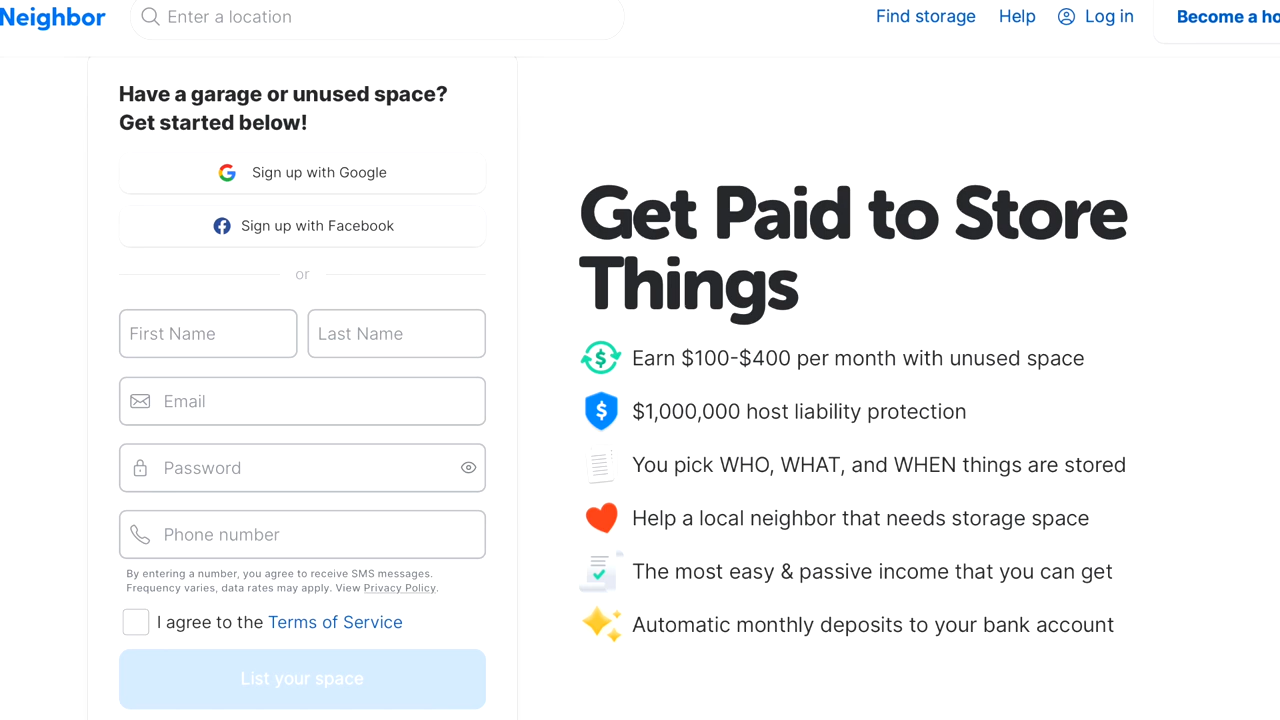 Neighbor
Enter a location
Find storage
Help
Log in
Become a ho
Have a garage or unused space?
Get started below!
Sign up with Google
Sign up with Facebook
or
First Name
Last Name
Email
Password
Phone number
By entering a number, you agree to receive SMS messages.
Frequency varies, data rates may apply. View Privacy Policy.
I agree to the Terms of Service
List your space
Get Paid to Store
Things
Earn $100-$400 per month with unused space
$1,000,000 host liability protection
You pick WHO, WHAT, and WHEN things are stored
Help a local neighbor that needs storage space
The most easy & passive income that you can get
Automatic monthly deposits to your bank account